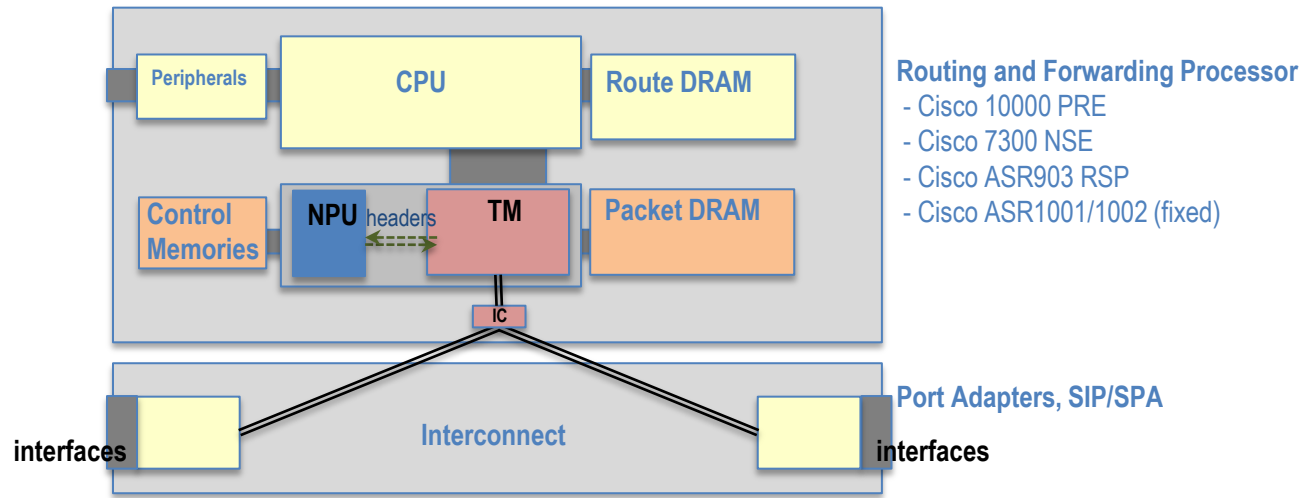 Peripherals
CPU
Route DRAM
Routing and Forwarding Processor
- Cisco 10000 PRE
- Cisco 7300 NSE
- Cisco ASR903 RSP
- Cisco ASR1001/1002 (fixed)
Control
Memories
NPU
headers
TM
Packet DRAM
IC
Port Adapters, SIP/SPA
interfaces
Interconnect
interfaces